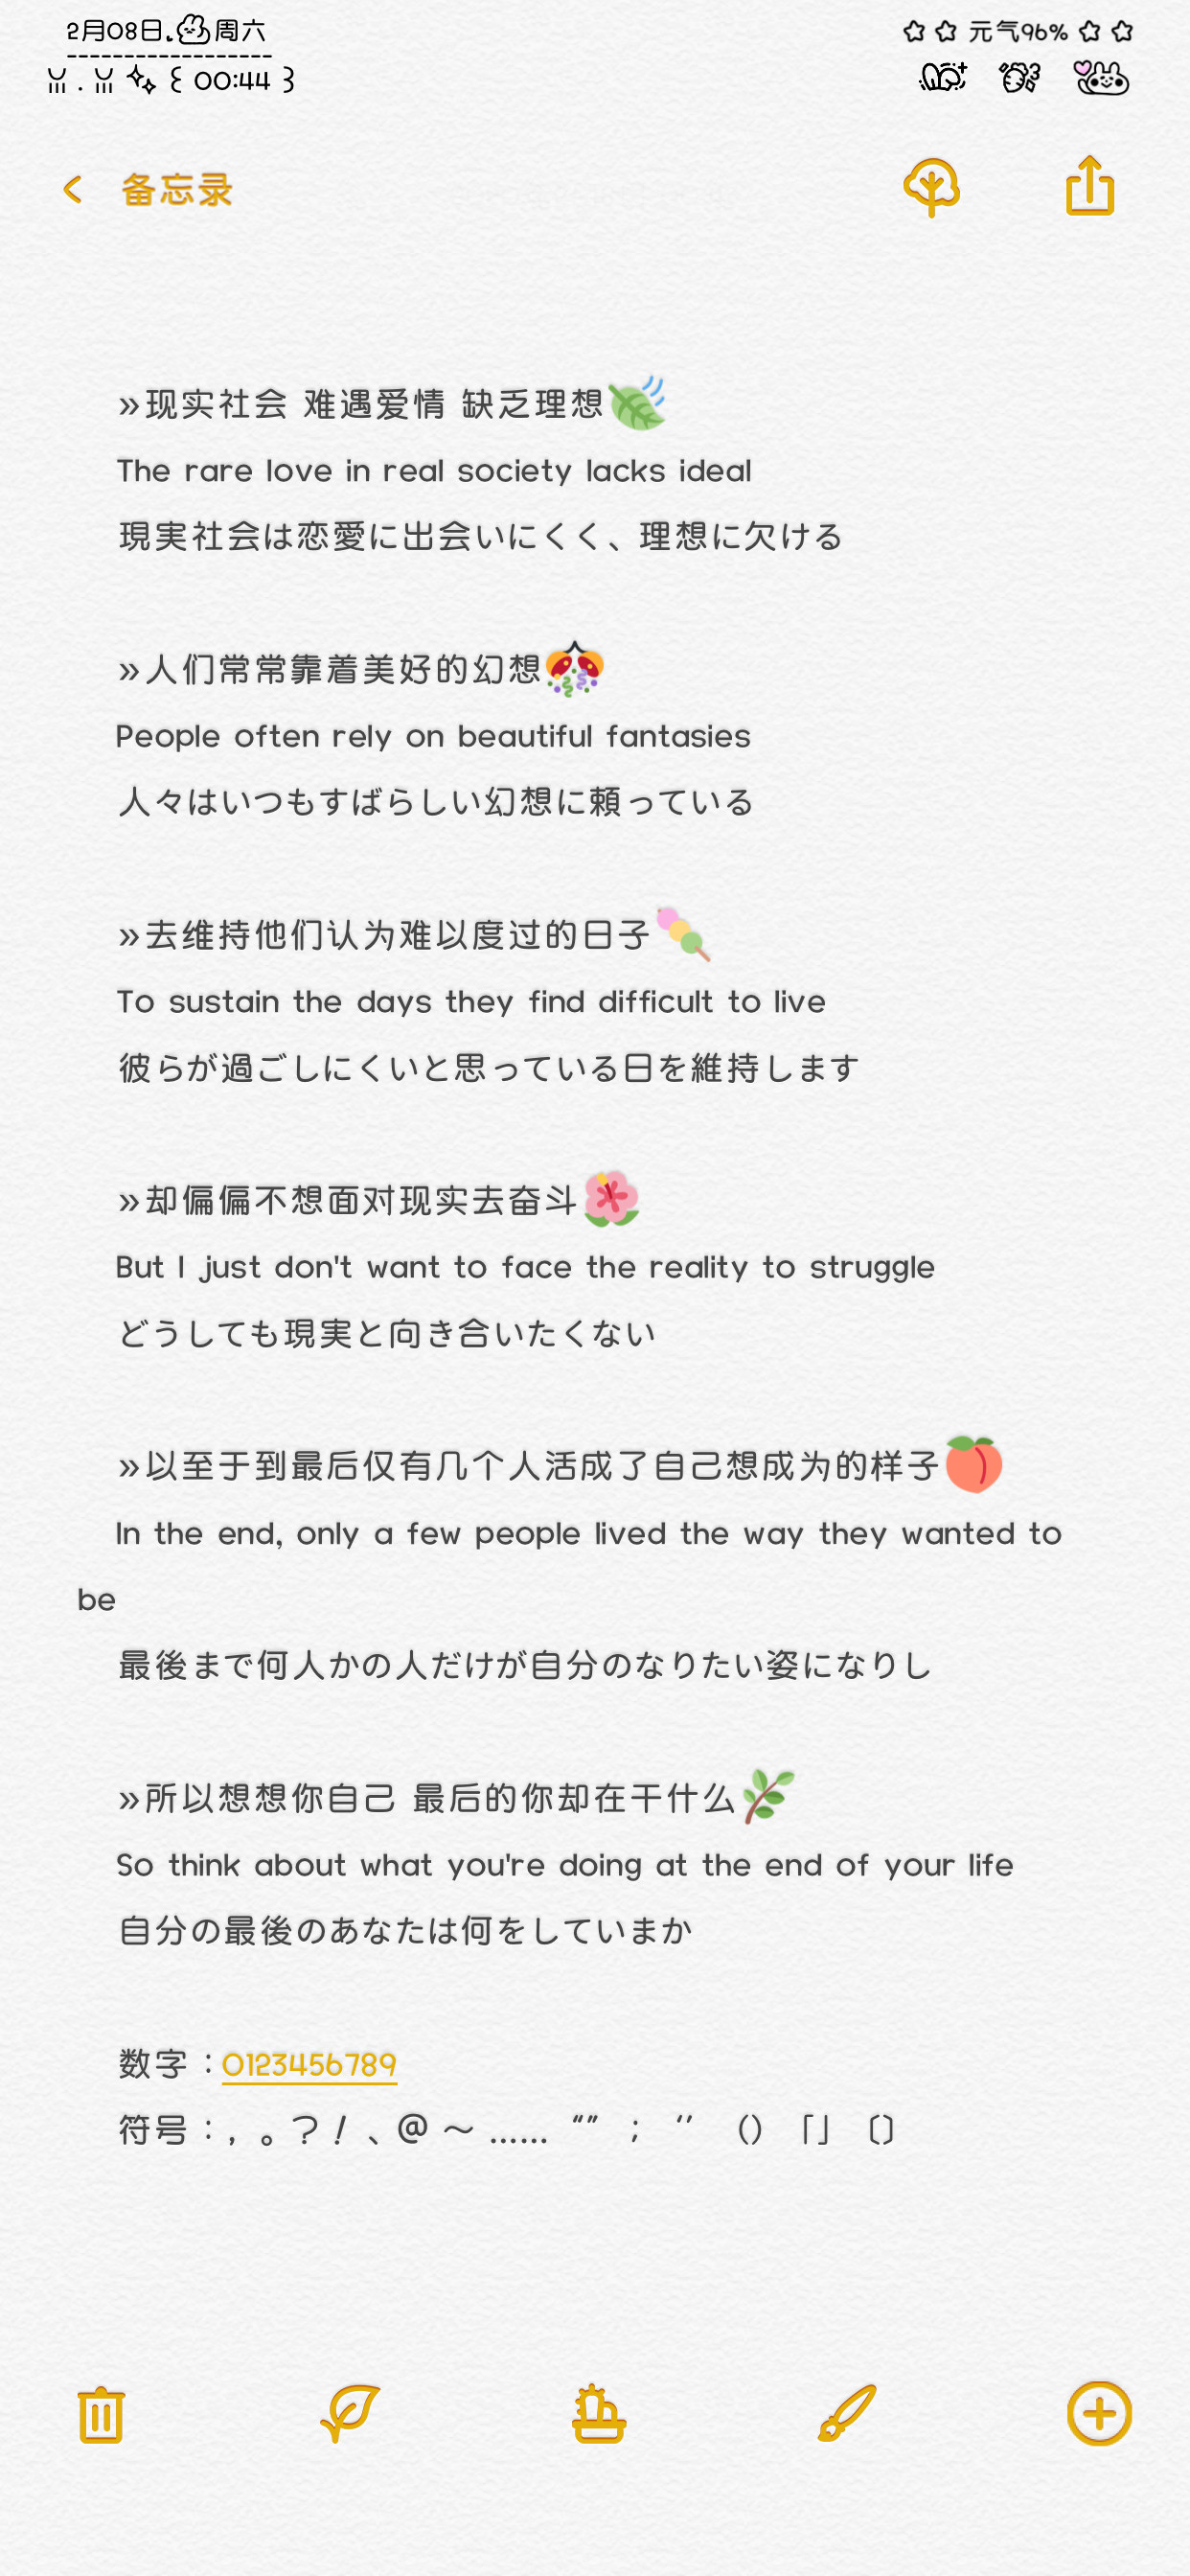 2月08日.周六
☆ ☆ 元气96% ☆ ☆
00:44
备忘录
»现实社会 难遇爱情 缺乏理想🍃
The rare love in real society lacks ideal
現実社会は恋愛に出会いにくく、理想に欠ける
»人们常常靠着美好的幻想🎊
People often rely on beautiful fantasies
人々はいつもすばらしい幻想に頼っている
»去维持他们认为难以度过的日子🍡
To sustain the days they find difficult to live
彼らが過ごしにくいと思っている日を維持します
»却偏偏不想面对现实去奋斗🌺
But I just don't want to face the reality to struggle
どうしても現実と向き合いたくない
»以至于到最后仅有几个人活成了自己想成为的样子🍑
In the end, only a few people lived the way they wanted to
be
最後まで何人かの人だけが自分のなりたい姿になりし
»所以想想你自己 最后的你却在干什么🌿
So think about what you're doing at the end of your life
自分の最後のあなたは何をしていまか
数字：0123456789
符号：，。？！、@ ～ …… “” ； ‘’ （） 「」 〔〕